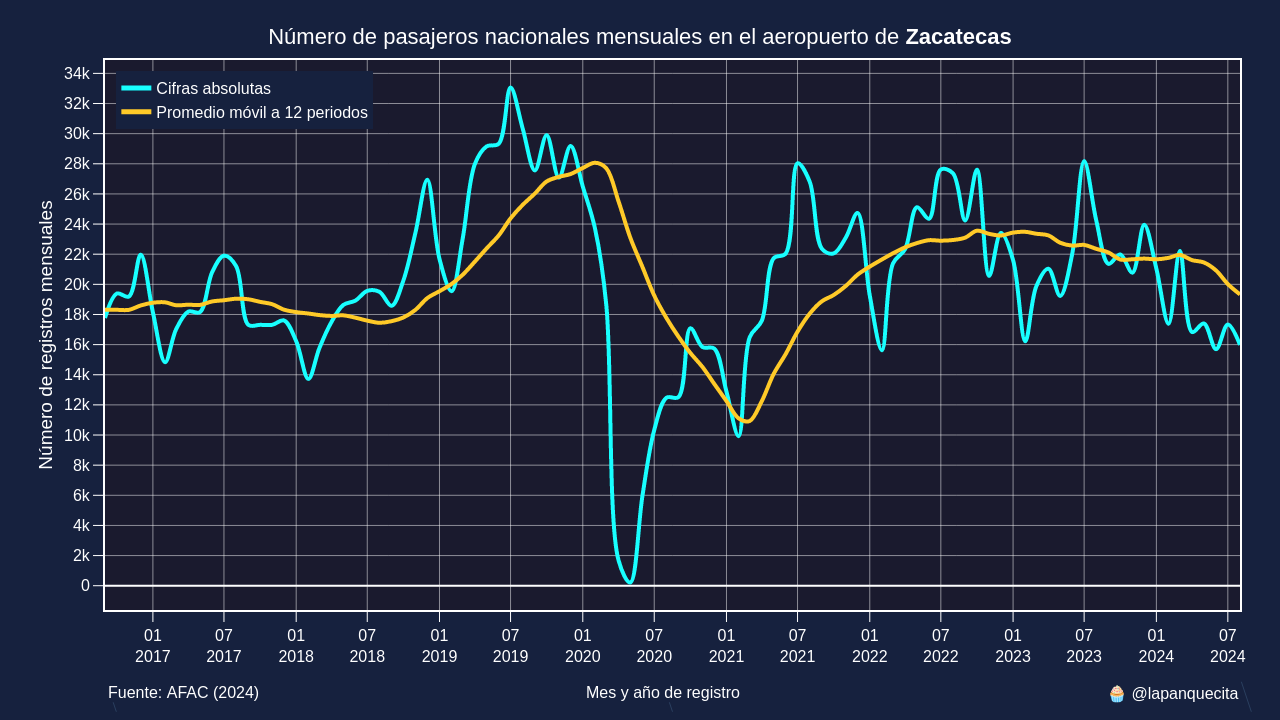 Número de pasajeros nacionales mensuales en el aeropuerto de Zacatecas
Cifras absolutas
Promedio móvil a 12 periodos
Número de registros mensuales
34k
32k
30k
28k
26k
24k
22k
20k
18k
16k
14k
12k
10k
8k
6k
4k
2k
0
01 07 01 07 01 07 01 07 01 07 01 07 01 07 01 07
2017 2017 2018 2018 2019 2019 2020 2020 2021 2021 2022 2022 2023 2023 2024 2024
Fuente: AFAC (2024) Mes y año de registro 🧁 @lapanquecita